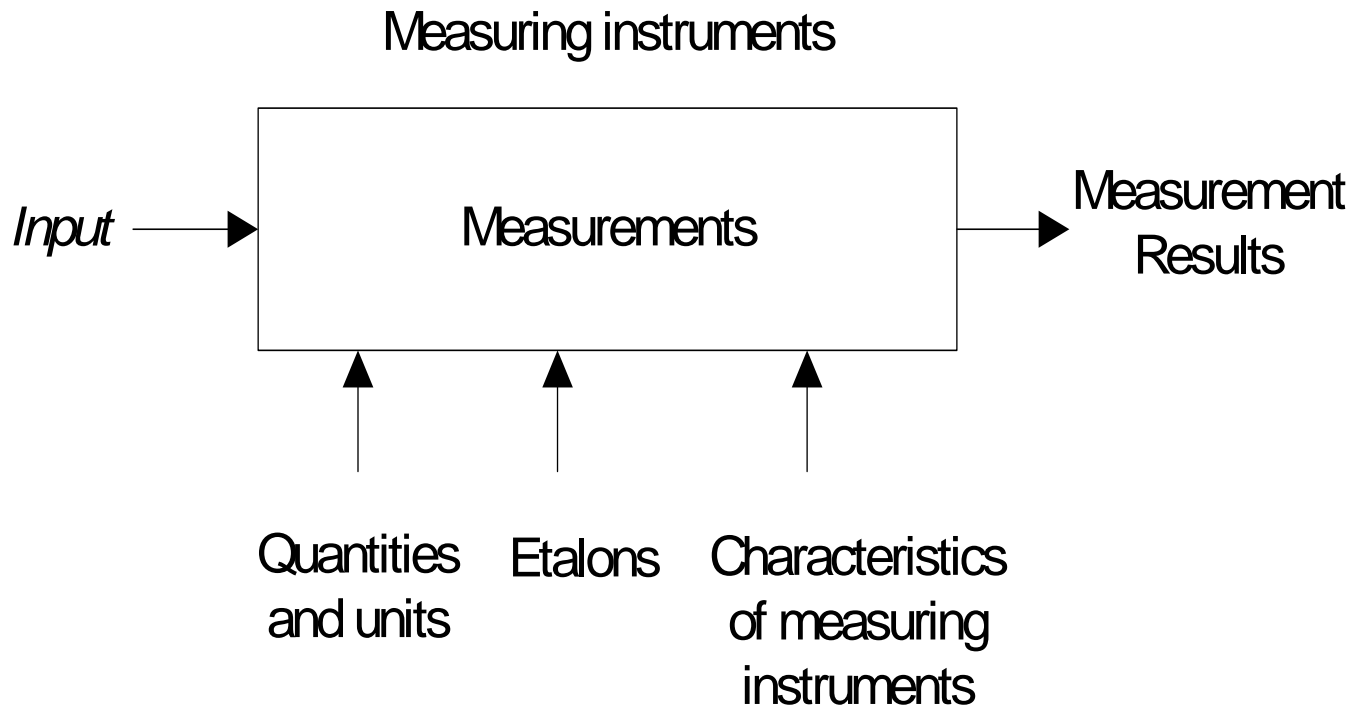 Measuring instruments
Input
Measurements
Measurement
Results
Quantities
and units
Etalons
Characteristics
of measuring
instruments